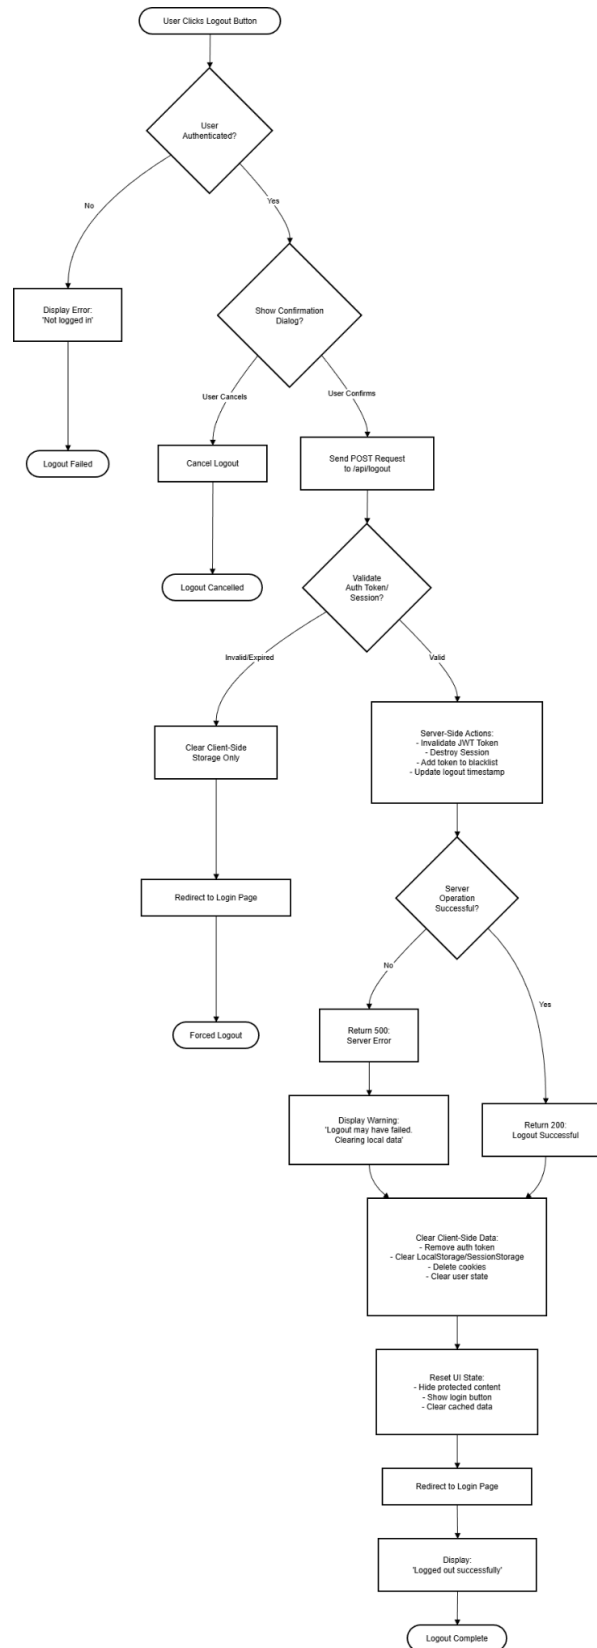 User Clicks Logout Button
User
Authenticated?
No
Yes
Display Error:
'Not logged in'
Show Confirmation
Dialog?
User Cancels
User Confirms
Logout Failed
Cancel Logout
Send POST Request
to /api/logout
Logout Cancelled
Validate
Auth Token/
Session?
Invalid/Expired
Valid
Clear Client-Side
Storage Only
Server-Side Actions:
- Invalidate JWT Token
- Destroy Session
- Add token to blacklist
- Update logout timestamp
Redirect to Login Page
Server
Operation
Successful?
No
Yes
Forced Logout
Return 500:
Server Error
Display Warning:
'Logout may have failed.
Clearing local data'
Return 200:
Logout Successful
Clear Client-Side Data:
- Remove auth token
- Clear LocalStorage/SessionStorage
- Delete cookies
- Clear user state
Reset UI State:
- Hide protected content
- Show login button
- Clear cached data
Redirect to Login Page
Display:
'Logged out successfully'
Logout Complete